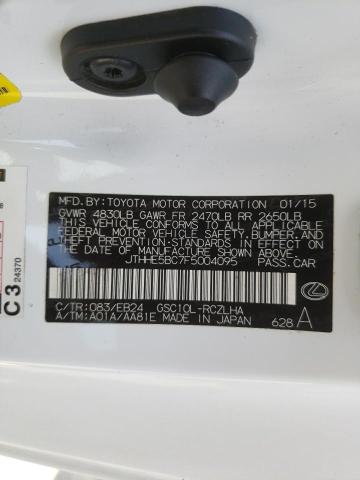 MFD. BY: TOYOTA MOTOR CORPORATION 01/15
GVWR 4830LB GAWR FR 2470LB RR 2650LB
THIS VEHICLE CONFORMS TO ALL APPLICABLE
FEDERAL MOTOR VEHICLE SAFETY, BUMPER,
AND THEFT PREVENTION STANDARDS IN EFFECT ON
THE DATE OF MANUFACTURE SHOWN ABOVE.
JTHHE5BC7F5004095 PASS.CAR
C/TR:083/EB24 GSC10L-RCZLHA
A/TM:A01A/AA81E MADE IN JAPAN 628 A
C3 24370